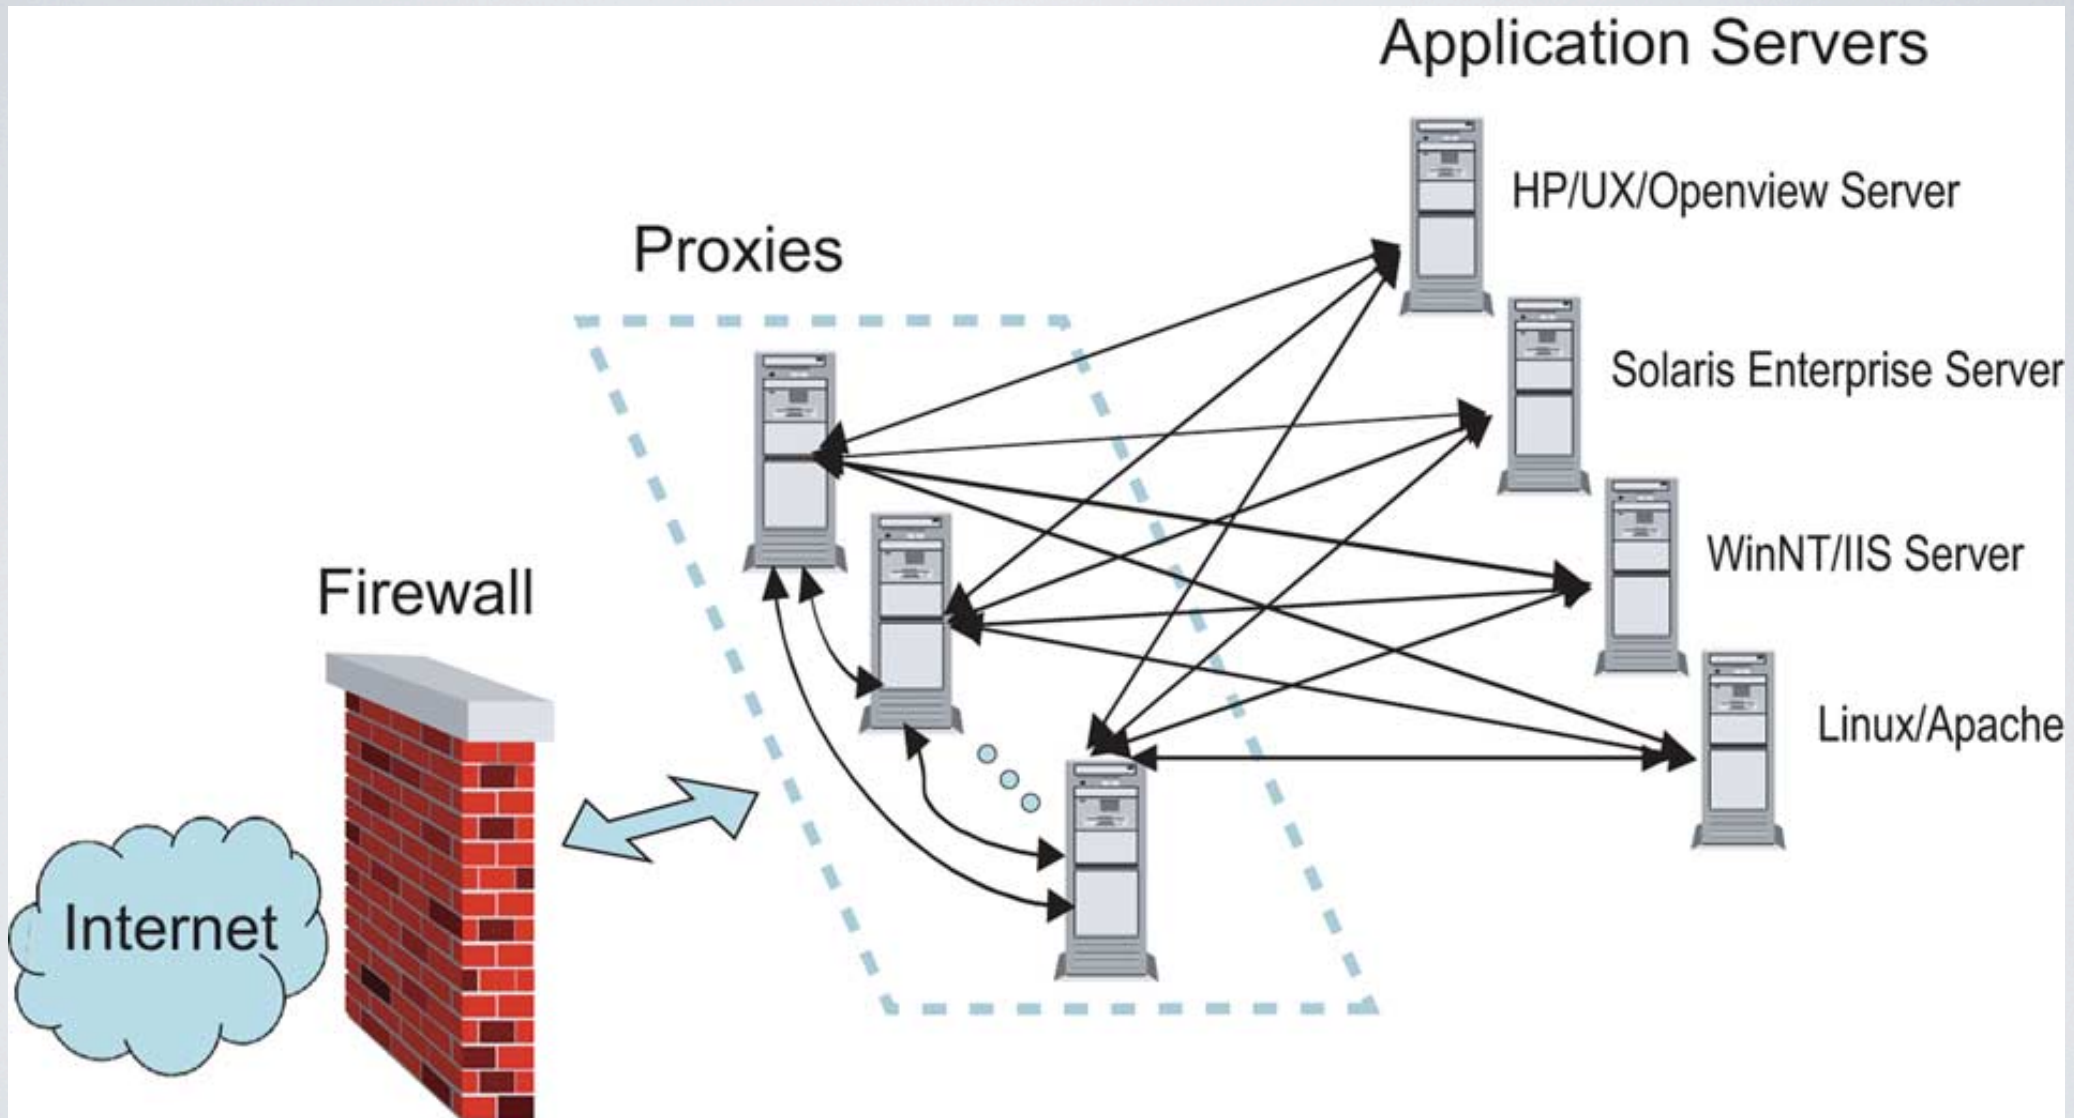 Application Servers
HP/UX/Openview Server
Proxies
Solaris Enterprise Server
WinNT/IIS Server
Firewall
Linux/Apache
Internet